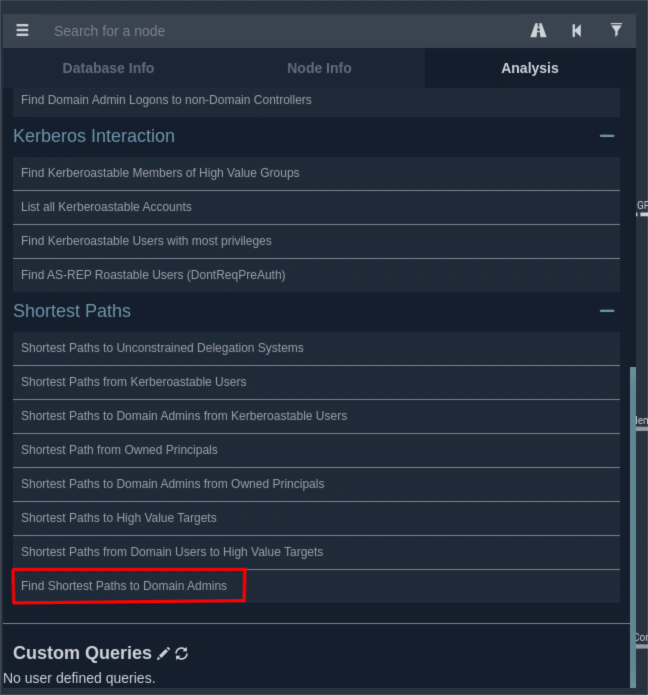 Search for a node
Database Info
Node Info
Analysis
Find Domain Admin Logons to non-Domain Controllers
Kerberos Interaction
Find Kerberoastable Members of High Value Groups
List all Kerberoastable Accounts
Find Kerberoastable Users with most privileges
Find AS-REP Roastable Users (DontReqPreAuth)
Shortest Paths
Shortest Paths to Unconstrained Delegation Systems
Shortest Paths from Kerberoastable Users
Shortest Paths to Domain Admins from Kerberoastable Users
Shortest Path from Owned Principals
Shortest Paths to Domain Admins from Owned Principals
Shortest Paths to High Value Targets
Shortest Paths from Domain Users to High Value Targets
Find Shortest Paths to Domain Admins
Custom Queries
No user defined queries.